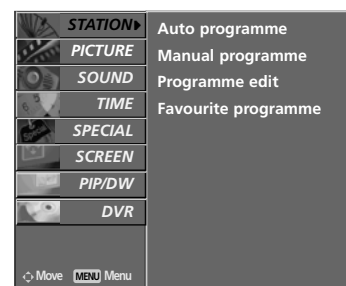 STATION
PICTURE
SOUND
TIME
SPECIAL
SCREEN
PIP/DW
DVR
Move MENU Menu
Auto programme
Manual programme
Programme edit
Favourite programme